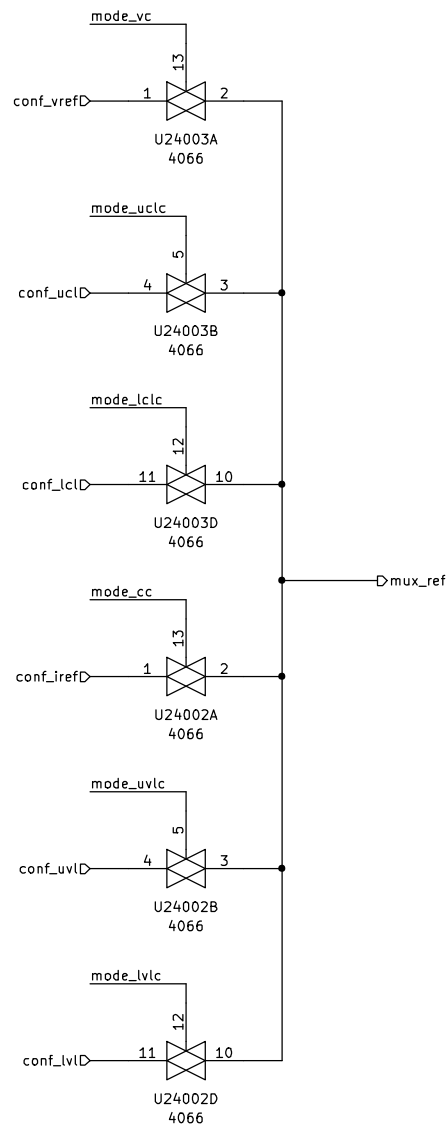 mode_vc
13
conf_vref 1 2
U24003A
4066
mode_uclc
5
conf_ucl 4 3
U24003B
4066
mode_lclc
12
conf_lcl 11 10
U24003D
4066
mux_ref
mode_cc
13
conf_iref 1 2
U24002A
4066
mode_uvlc
5
conf_uvl 4 3
U24002B
4066
mode_lvlc
12
conf_lvl 11 10
U24002D
4066